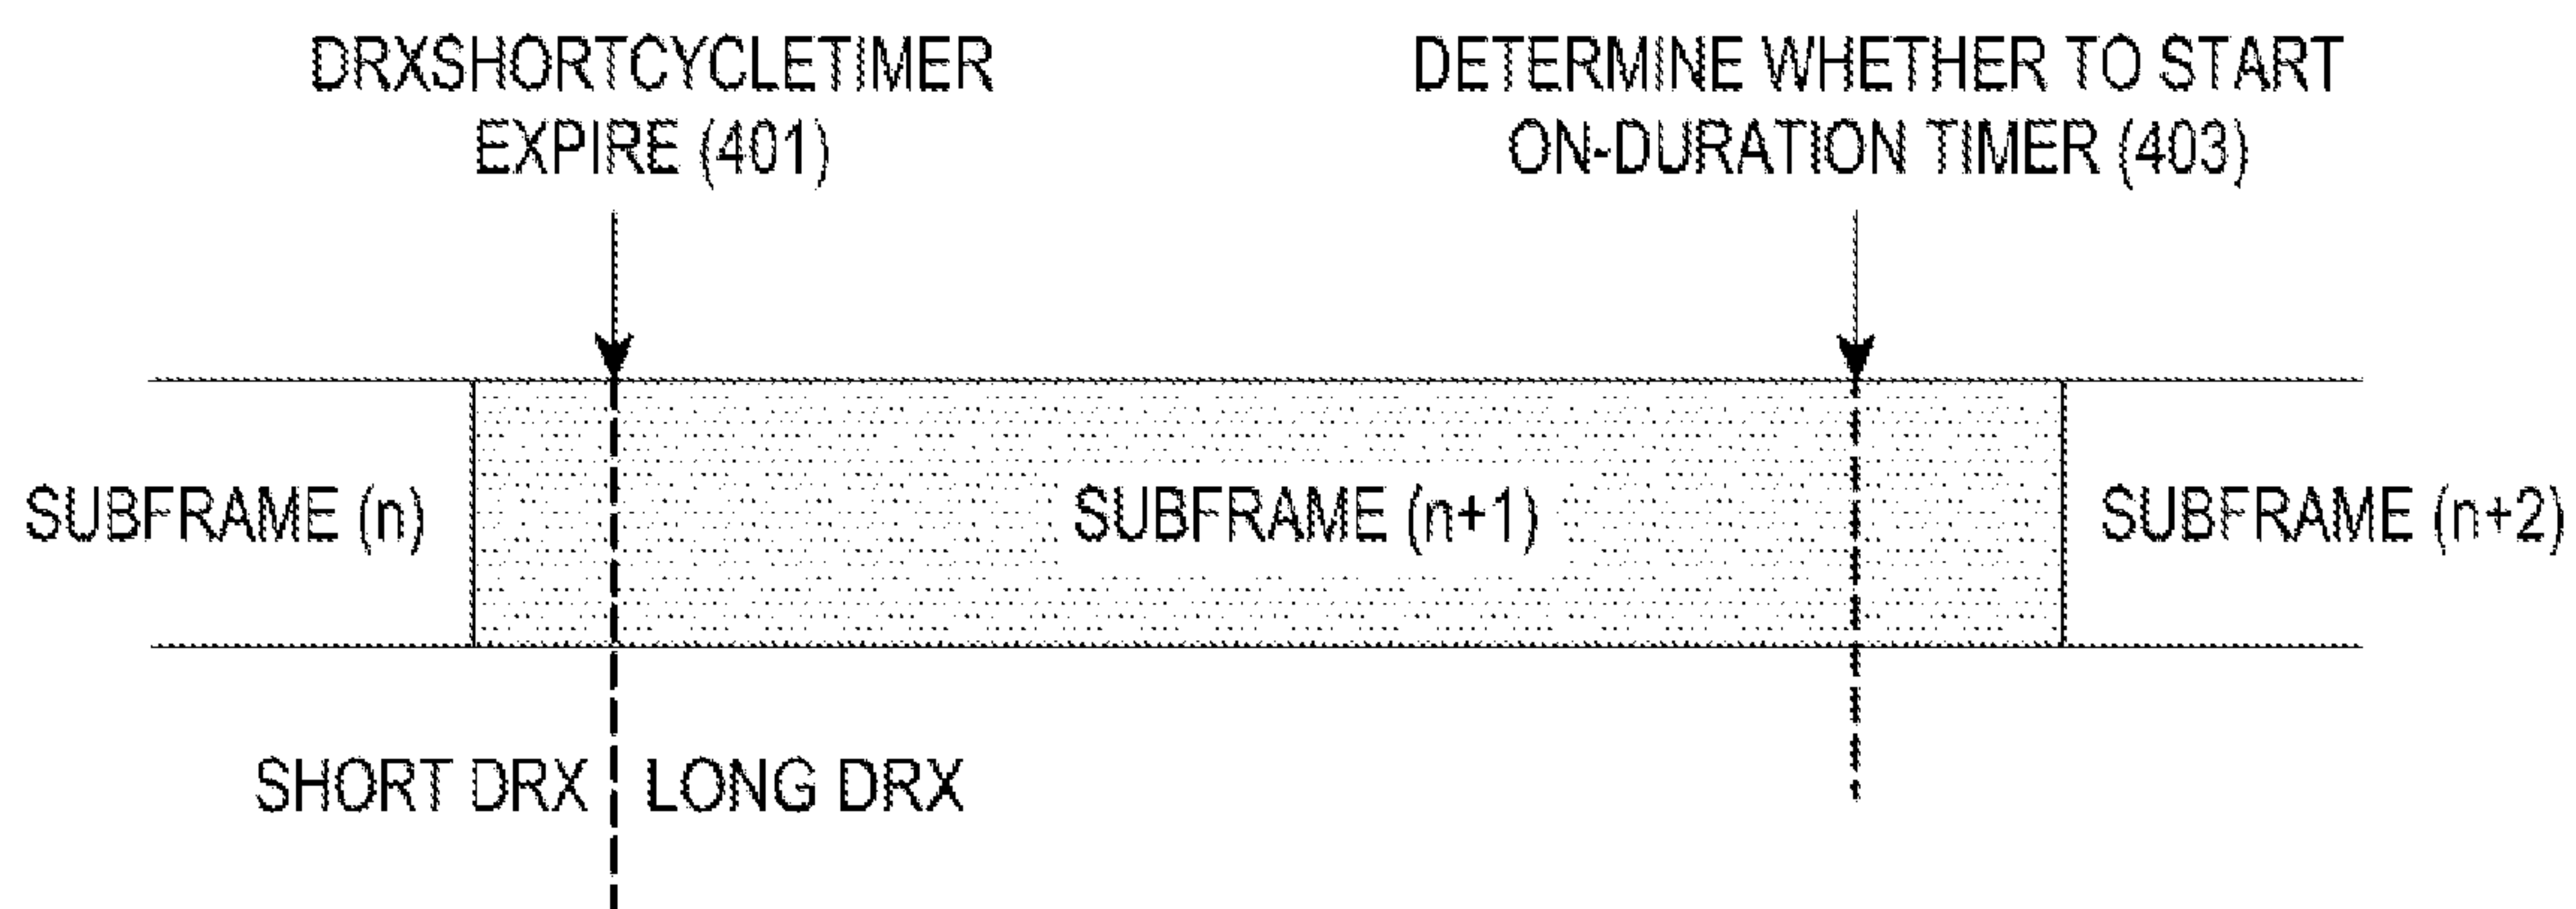 DRXSHORTCYCLETIMER
EXPIRE (401)
DETERMINE WHETHER TO START
ON-DURATION TIMER (403)
SUBFRAME (n)
SUBFRAME (n+1)
SUBFRAME (n+2)
SHORT DRX
LONG DRX